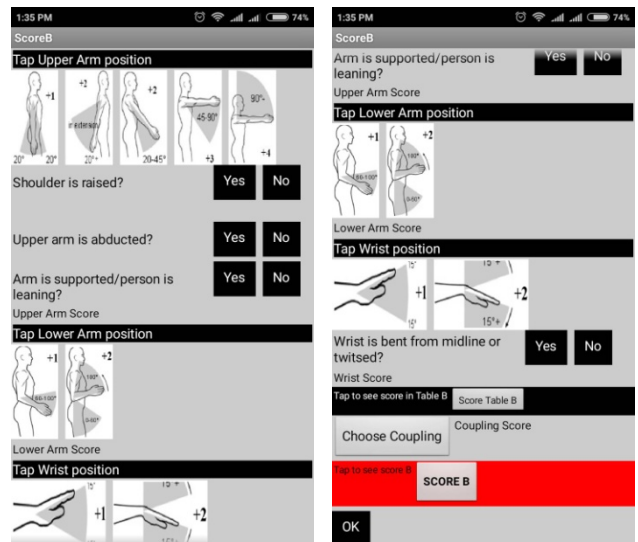 1:35 PM
74%
ScoreB
Tap Upper Arm position
+1
20° 20°
+2
20°+
+2
20-45°
45-90°
+3
90°+
+4
Shoulder is raised?
Yes No
Upper arm is abducted?
Yes No
Arm is supported/person is
leaning?
Yes No
Upper Arm Score
Tap Lower Arm position
+1
+2
Lower Arm Score
Tap Wrist position
15°
+1
15°+
+2
1:35 PM
74%
ScoreB
Arm is supported/person is
leaning?
Yes No
Upper Arm Score
Tap Lower Arm position
+1
+2
Lower Arm Score
Tap Wrist position
15°
+1
15°
15°+
+2
15°+
Wrist is bent from midline or
twitsed?
Yes No
Wrist Score
Tap to see score in Table B
Score Table B
Choose Coupling
Coupling Score
Tap to see score B
SCORE B
OK